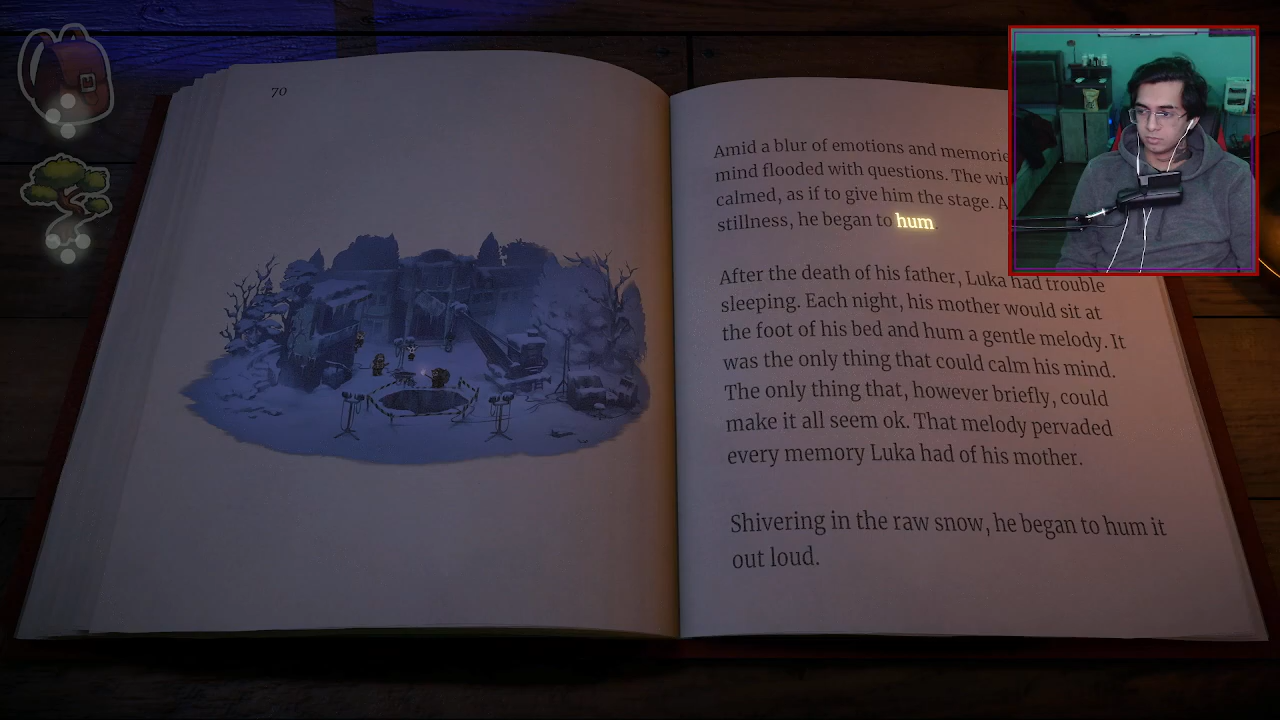 70
Amid a blur of emotions and memorie
mind flooded with questions. The wi
calmed, as if to give him the stage. A
stillness, he began to hum.
After the death of his father, Luka had trouble
sleeping. Each night, his mother would sit at
the foot of his bed and hum a gentle melody. It
was the only thing that could calm his mind.
The only thing that, however briefly, could
make it all seem ok. That melody pervaded
every memory Luka had of his mother.
Shivering in the raw snow, he began to hum it
out loud.